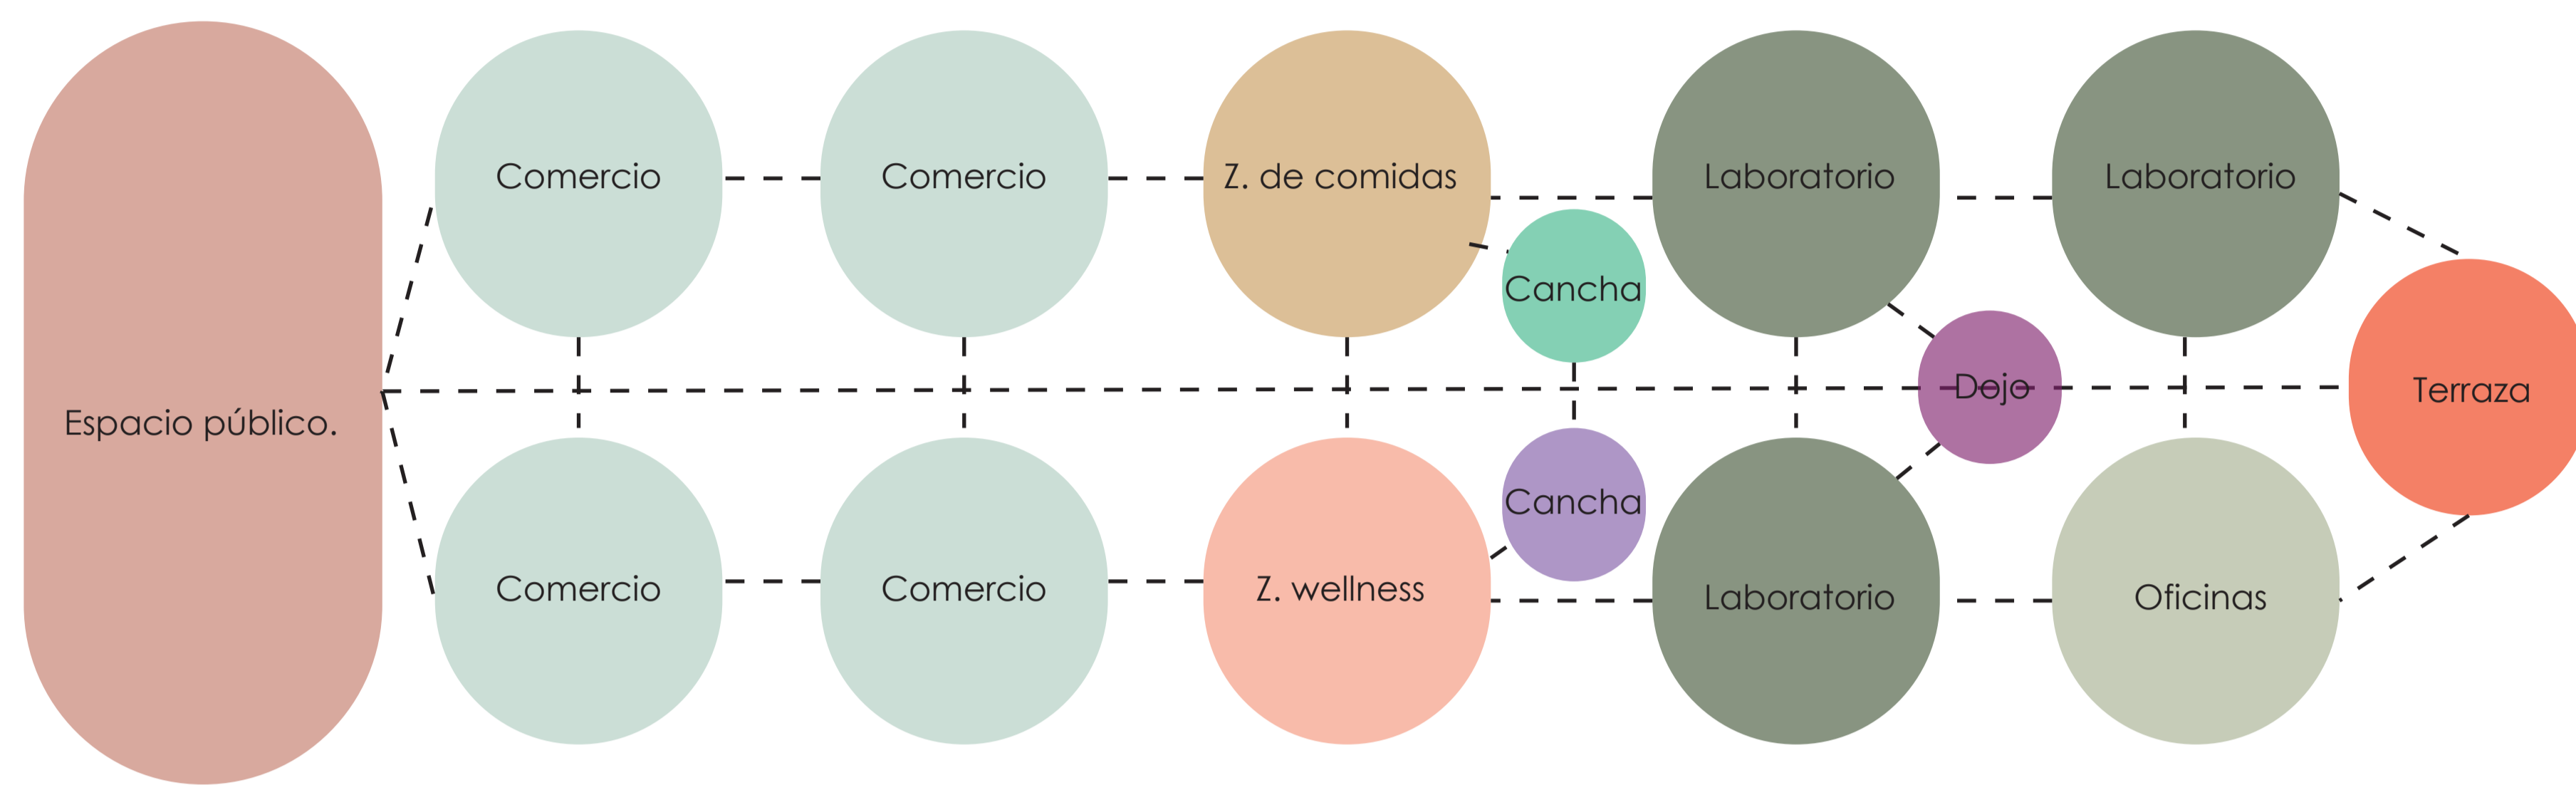 Espacio público.
Comercio
Comercio
Z. de comidas
Laboratorio
Laboratorio
Cancha
Dojo
Terraza
Cancha
Comercio
Comercio
Z. wellness
Laboratorio
Oficinas